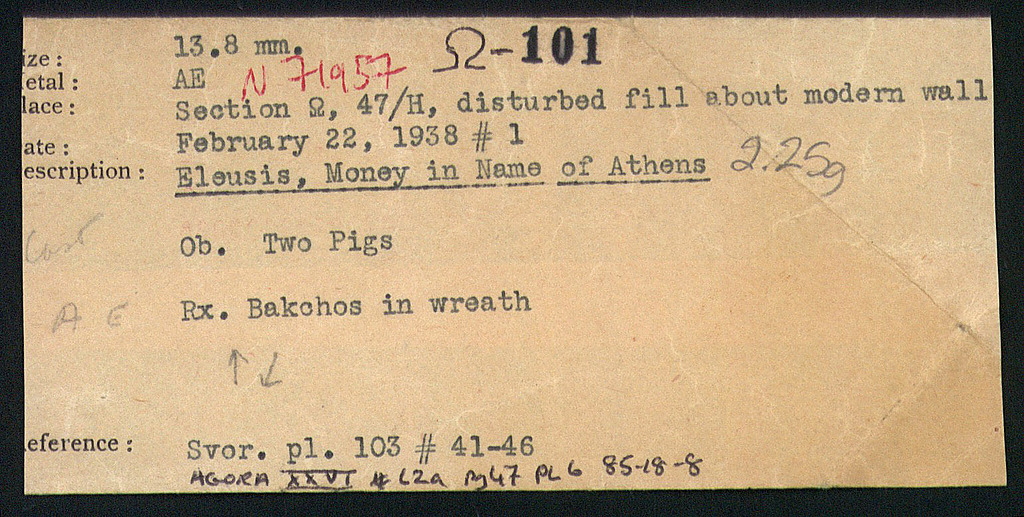 ize : 13.8 mm. Ω-101
etal : AE N 71957
lace : Section Ω, 47/H, disturbed fill about modern wall
ate : February 22, 1938 # 1
escription : Eleusis, Money in Name of Athens 2.25g
Cast
Ob. Two Pigs
A E Rx. Bakchos in wreath
↑↙
eference : Svor. pl. 103 # 41-46
AGORA XXVI # 62a pg47 PL 6 85-18-8